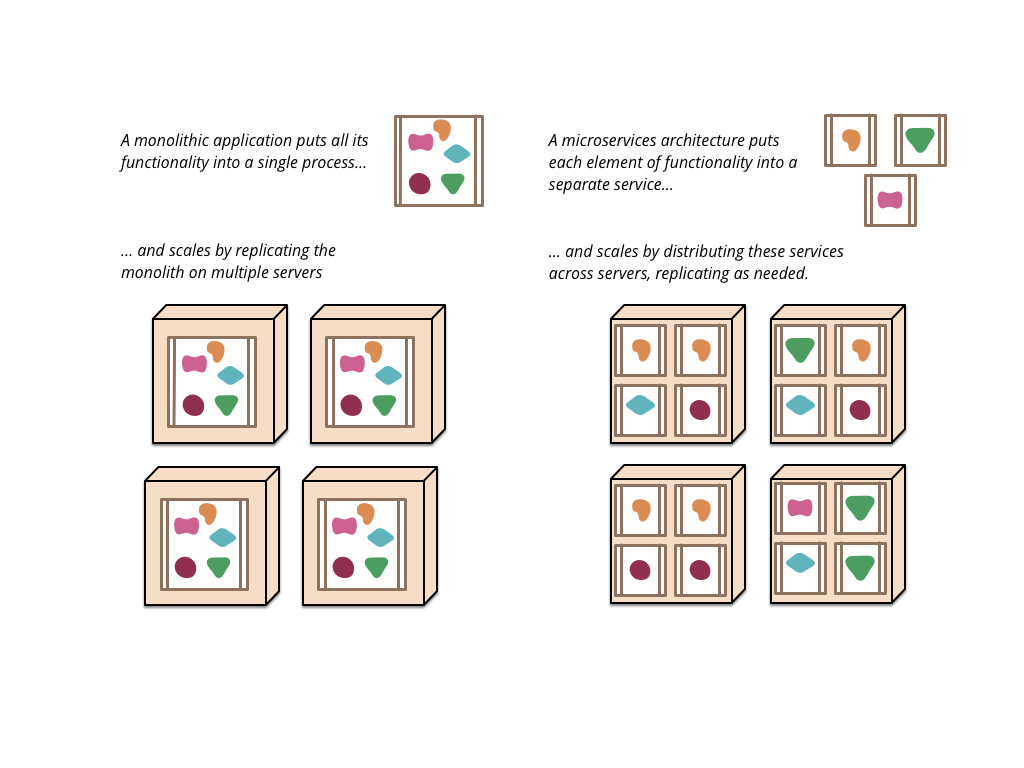 A monolithic application puts all its
functionality into a single process...
... and scales by replicating the
monolith on multiple servers
A microservices architecture puts
each element of functionality into a
separate service...
... and scales by distributing these services
across servers, replicating as needed.